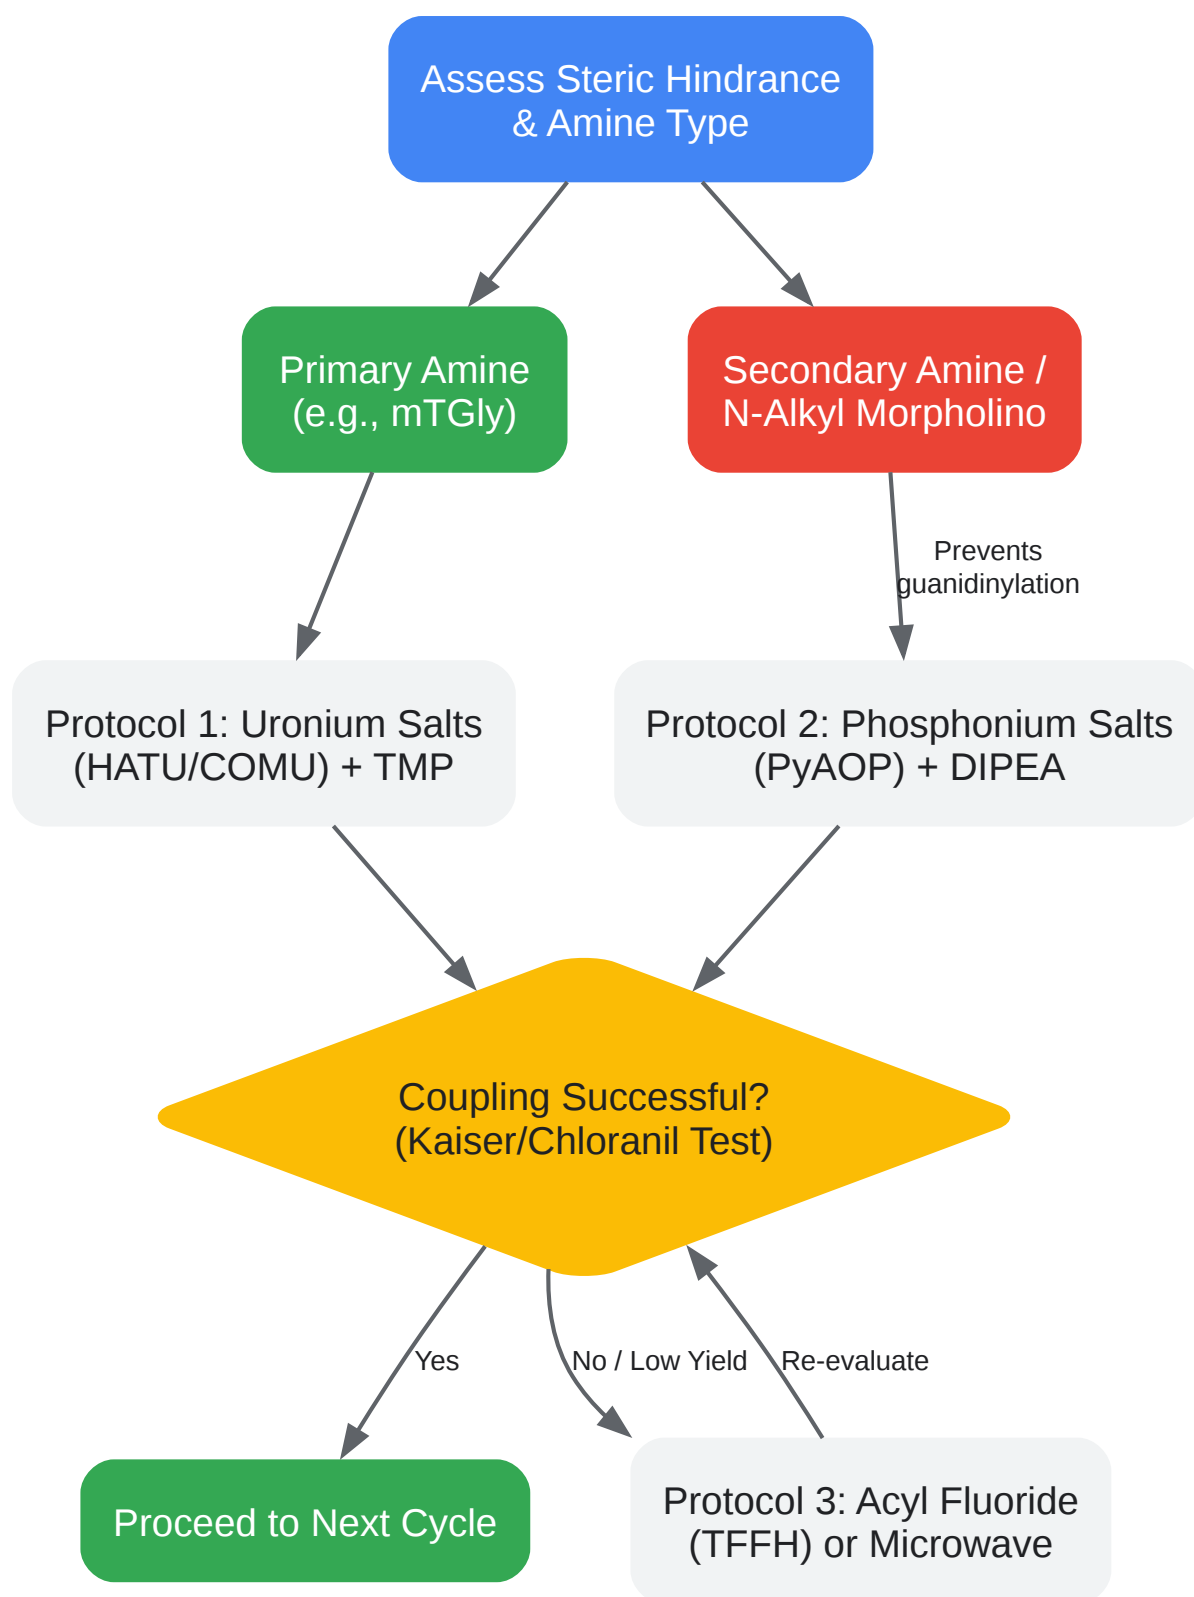 Assess Steric Hindrance
& Amine Type
Primary Amine
(e.g., mTGly)
Secondary Amine /
N-Alkyl Morpholino
Prevents
guanidinylation
Protocol 1: Uronium Salts
(HATU/COMU) + TMP
Protocol 2: Phosphonium Salts
(PyAOP) + DIPEA
Coupling Successful?
(Kaiser/Chloranil Test)
Yes
No / Low Yield
Re-evaluate
Proceed to Next Cycle
Protocol 3: Acyl Fluoride
(TFFH) or Microwave